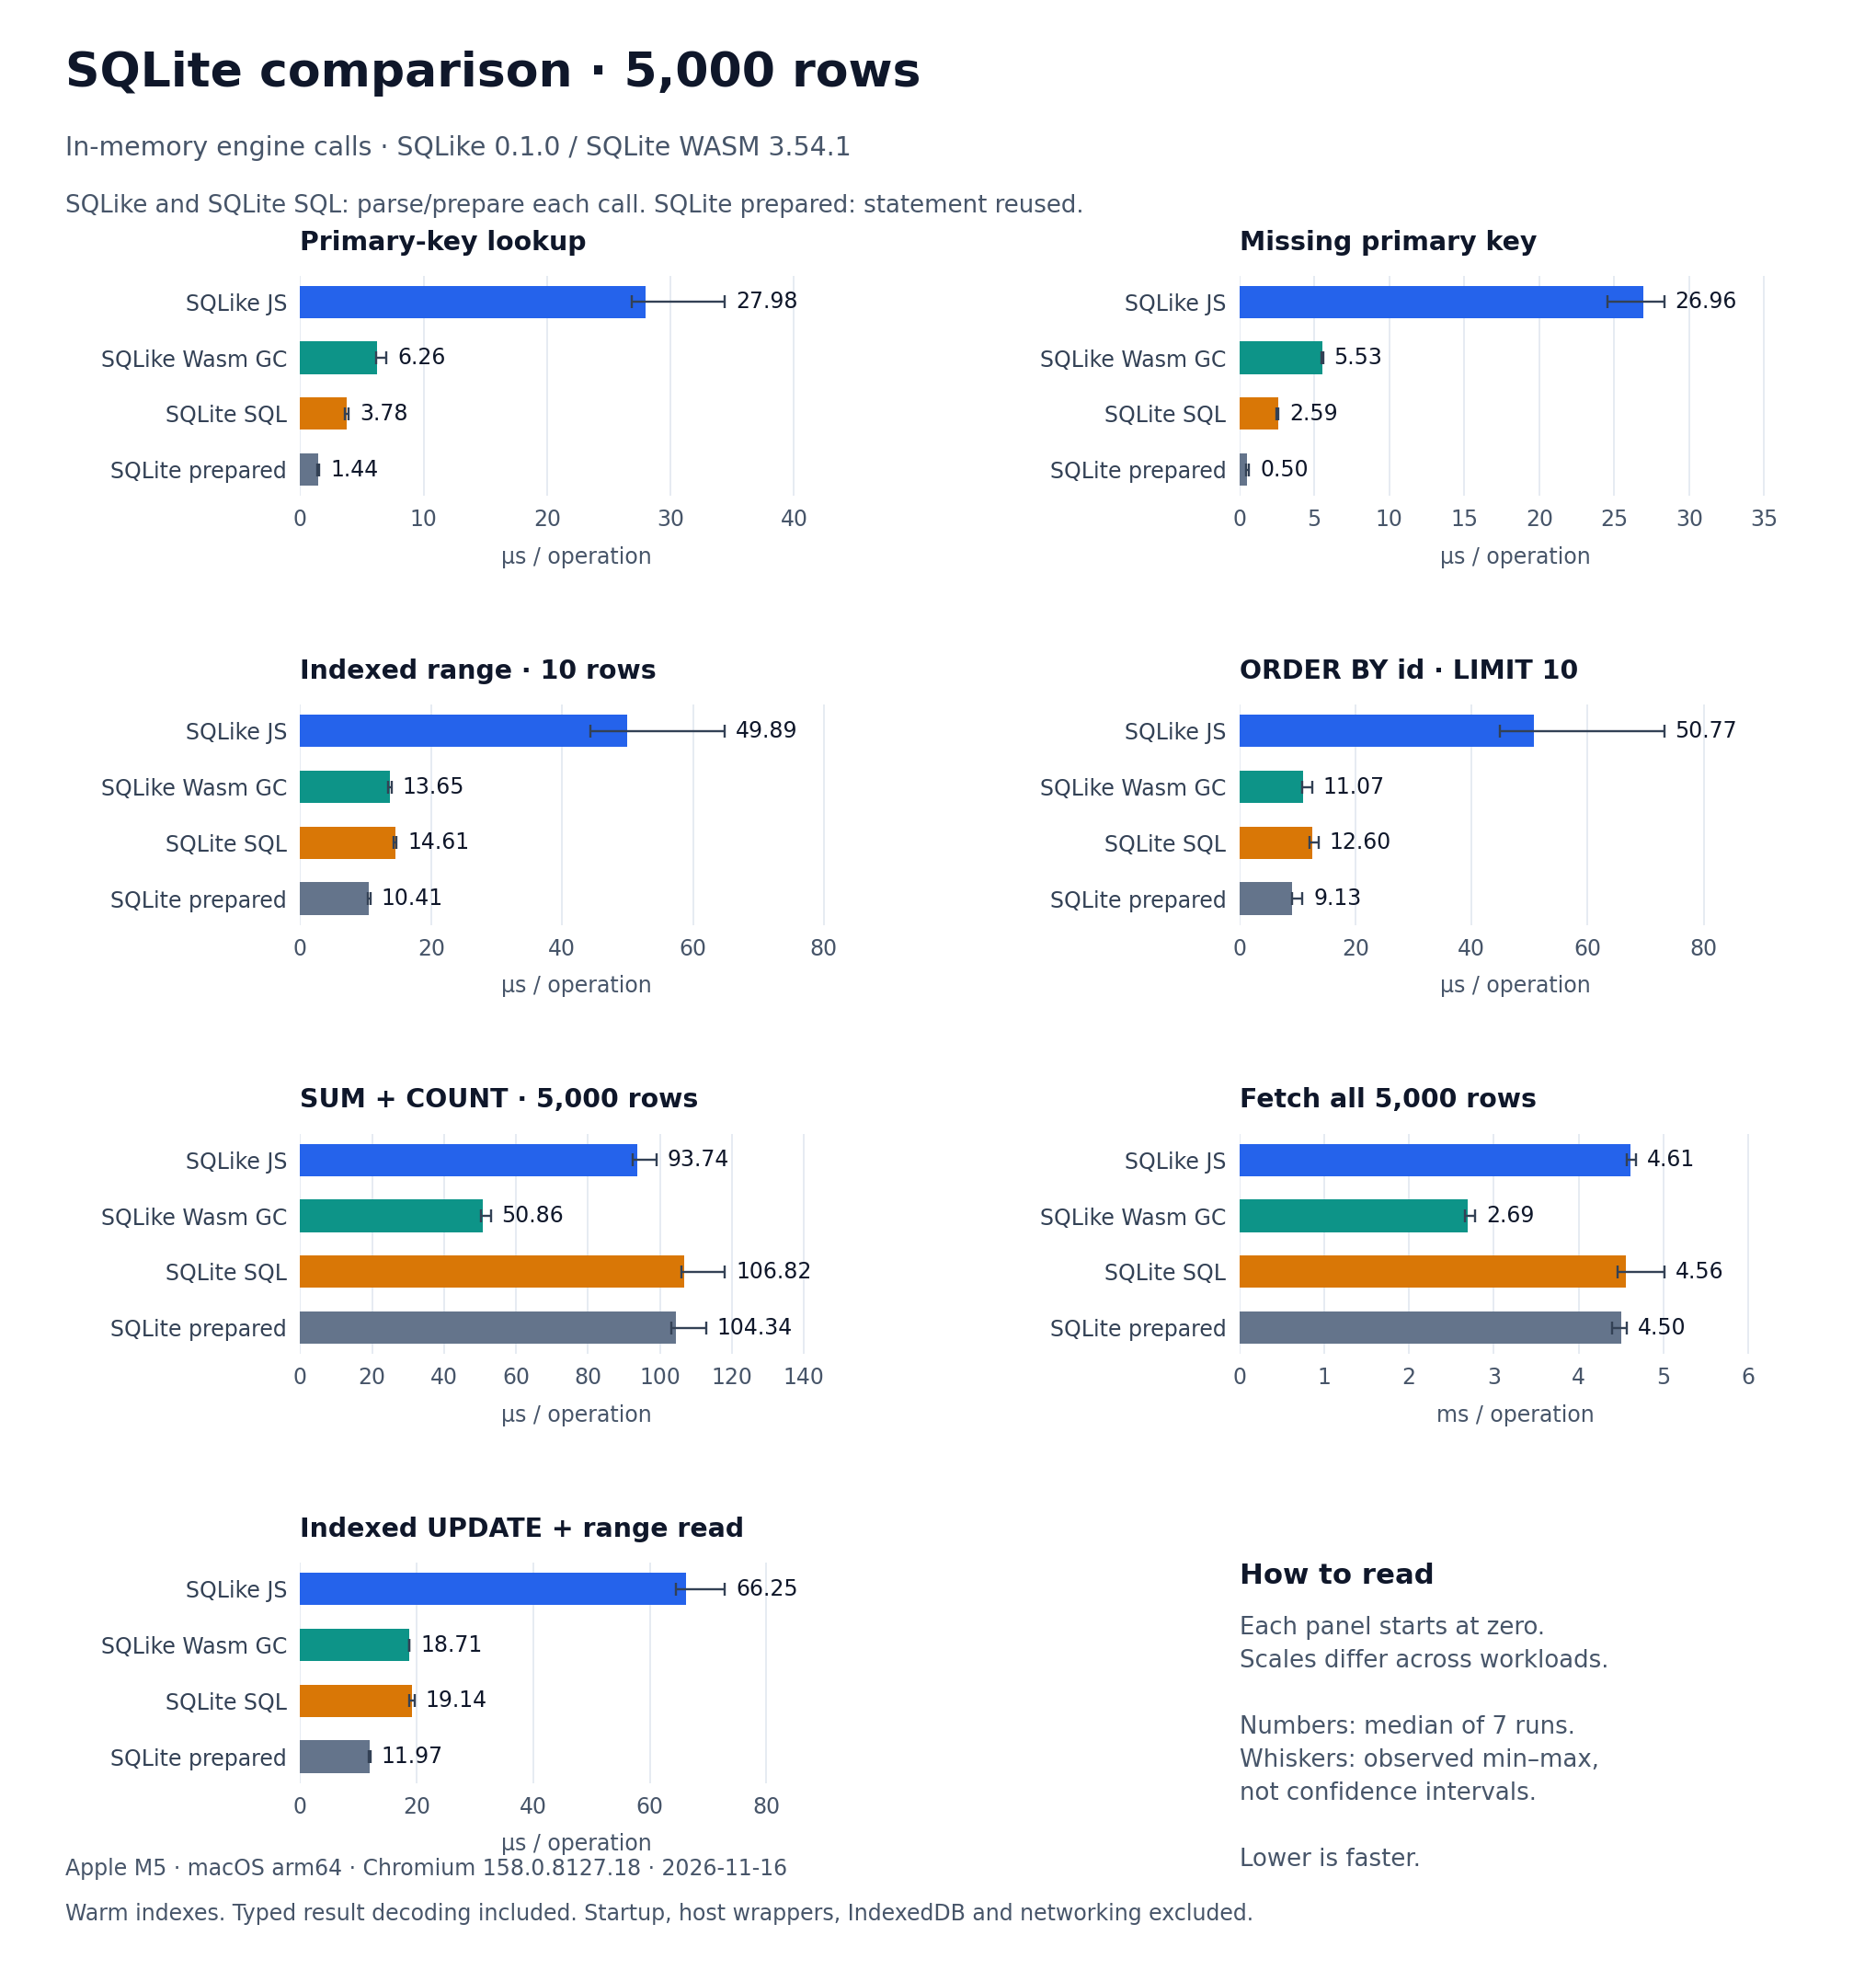 SQLite comparison · 5,000 rows
In-memory engine calls · SQLike 0.1.0 / SQLite WASM 3.54.1
SQLike and SQLite SQL: parse/prepare each call. SQLite prepared: statement reused.
Primary-key lookup
SQLike JS 27.98
SQLike Wasm GC 6.26
SQLite SQL 3.78
SQLite prepared 1.44
0 10 20 30 40
µs / operation
Missing primary key
SQLike JS 26.96
SQLike Wasm GC 5.53
SQLite SQL 2.59
SQLite prepared 0.50
0 5 10 15 20 25 30 35
µs / operation
Indexed range · 10 rows
SQLike JS 49.89
SQLike Wasm GC 13.65
SQLite SQL 14.61
SQLite prepared 10.41
0 20 40 60 80
µs / operation
ORDER BY id · LIMIT 10
SQLike JS 50.77
SQLike Wasm GC 11.07
SQLite SQL 12.60
SQLite prepared 9.13
0 20 40 60 80
µs / operation
SUM + COUNT · 5,000 rows
SQLike JS 93.74
SQLike Wasm GC 50.86
SQLite SQL 106.82
SQLite prepared 104.34
0 20 40 60 80 100 120 140
µs / operation
Fetch all 5,000 rows
SQLike JS 4.61
SQLike Wasm GC 2.69
SQLite SQL 4.56
SQLite prepared 4.50
0 1 2 3 4 5 6
ms / operation
Indexed UPDATE + range read
SQLike JS 66.25
SQLike Wasm GC 18.71
SQLite SQL 19.14
SQLite prepared 11.97
0 20 40 60 80
µs / operation
How to read
Each panel starts at zero.
Scales differ across workloads.
Numbers: median of 7 runs.
Whiskers: observed min–max,
not confidence intervals.
Lower is faster.
Apple M5 · macOS arm64 · Chromium 158.0.8127.18 · 2026-11-16
Warm indexes. Typed result decoding included. Startup, host wrappers, IndexedDB and networking excluded.